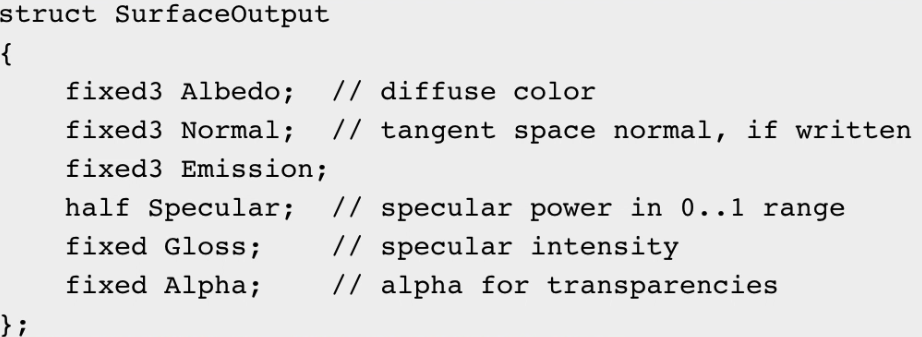 struct SurfaceOutput
{
    fixed3 Albedo;  // diffuse color
    fixed3 Normal;  // tangent space normal, if written
    fixed3 Emission;
    half Specular;  // specular power in 0..1 range
    fixed Gloss;    // specular intensity
    fixed Alpha;    // alpha for transparencies
};